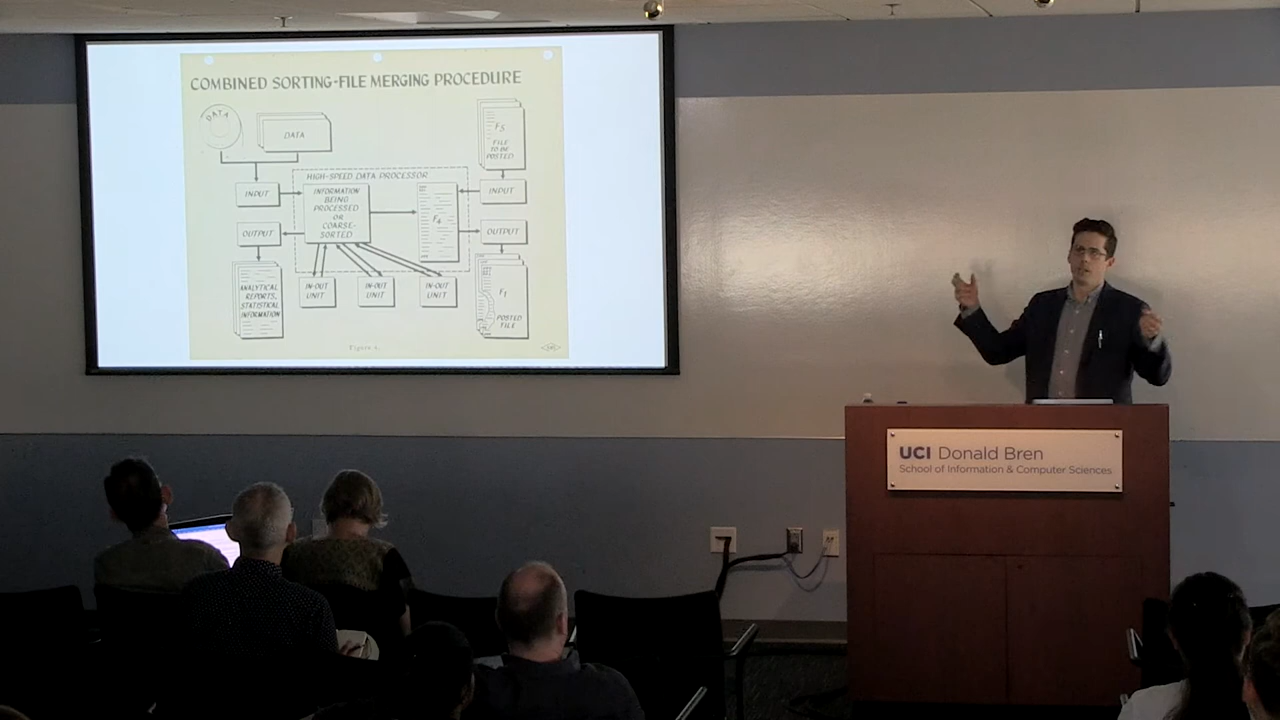 COMBINED SORTING-FILE MERGING PROCEDURE
DATA
DATA
F5
FILE
TO BE
POSTED
HIGH-SPEED DATA PROCESSOR
INPUT
INFORMATION
BEING
PROCESSED
OR
COARSE-
SORTED
F4
INPUT
OUTPUT
OUTPUT
ANALYTICAL
REPORTS,
STATISTICAL
INFORMATION
IN-OUT
UNIT
IN-OUT
UNIT
IN-OUT
UNIT
F1
POSTED
FILE
Figure 4.
UCI Donald Bren
School of Information & Computer Sciences